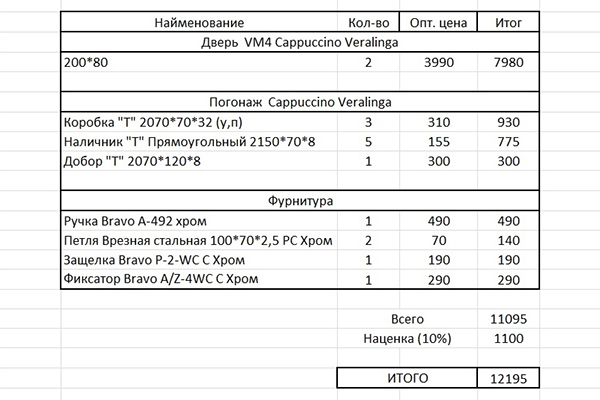 Наименование Кол-во Опт. цена Итог
Дверь VM4 Cappuccino Veralinga
200*80 2 3990 7980
Погонаж Cappuccino Veralinga
Коробка "Т" 2070*70*32 (у,п) 3 310 930
Наличник "Т" Прямоугольный 2150*70*8 5 155 775
Добор "Т" 2070*120*8 1 300 300
Фурнитура
Ручка Bravo A-492 хром 1 490 490
Петля Врезная стальная 100*70*2,5 PC Хром 2 70 140
Защелка Bravo P-2-WC C Хром 1 190 190
Фиксатор Bravo A/Z-4WC C Хром 1 290 290
Всего 11095
Наценка (10%) 1100
ИТОГО 12195